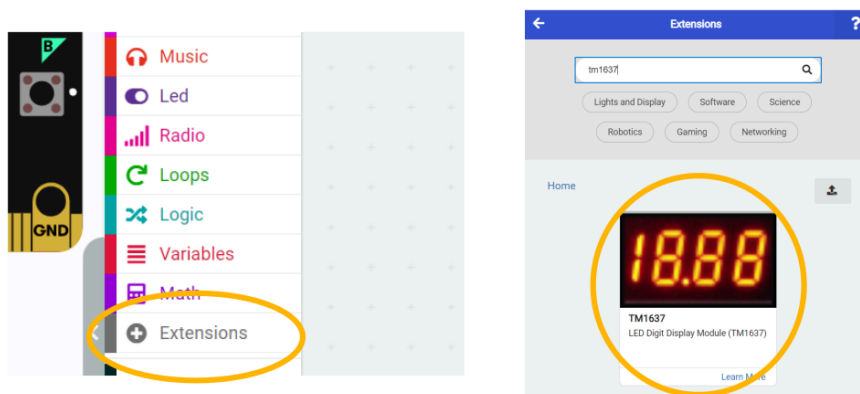 B
Music
Led
Radio
Loops
Logic
Variables
Math
Extensions
GND
Extensions
?
tm1637
Lights and Display
Software
Science
Robotics
Gaming
Networking
Home
18.88
TM1637
LED Digit Display Module (TM1637)
Learn More